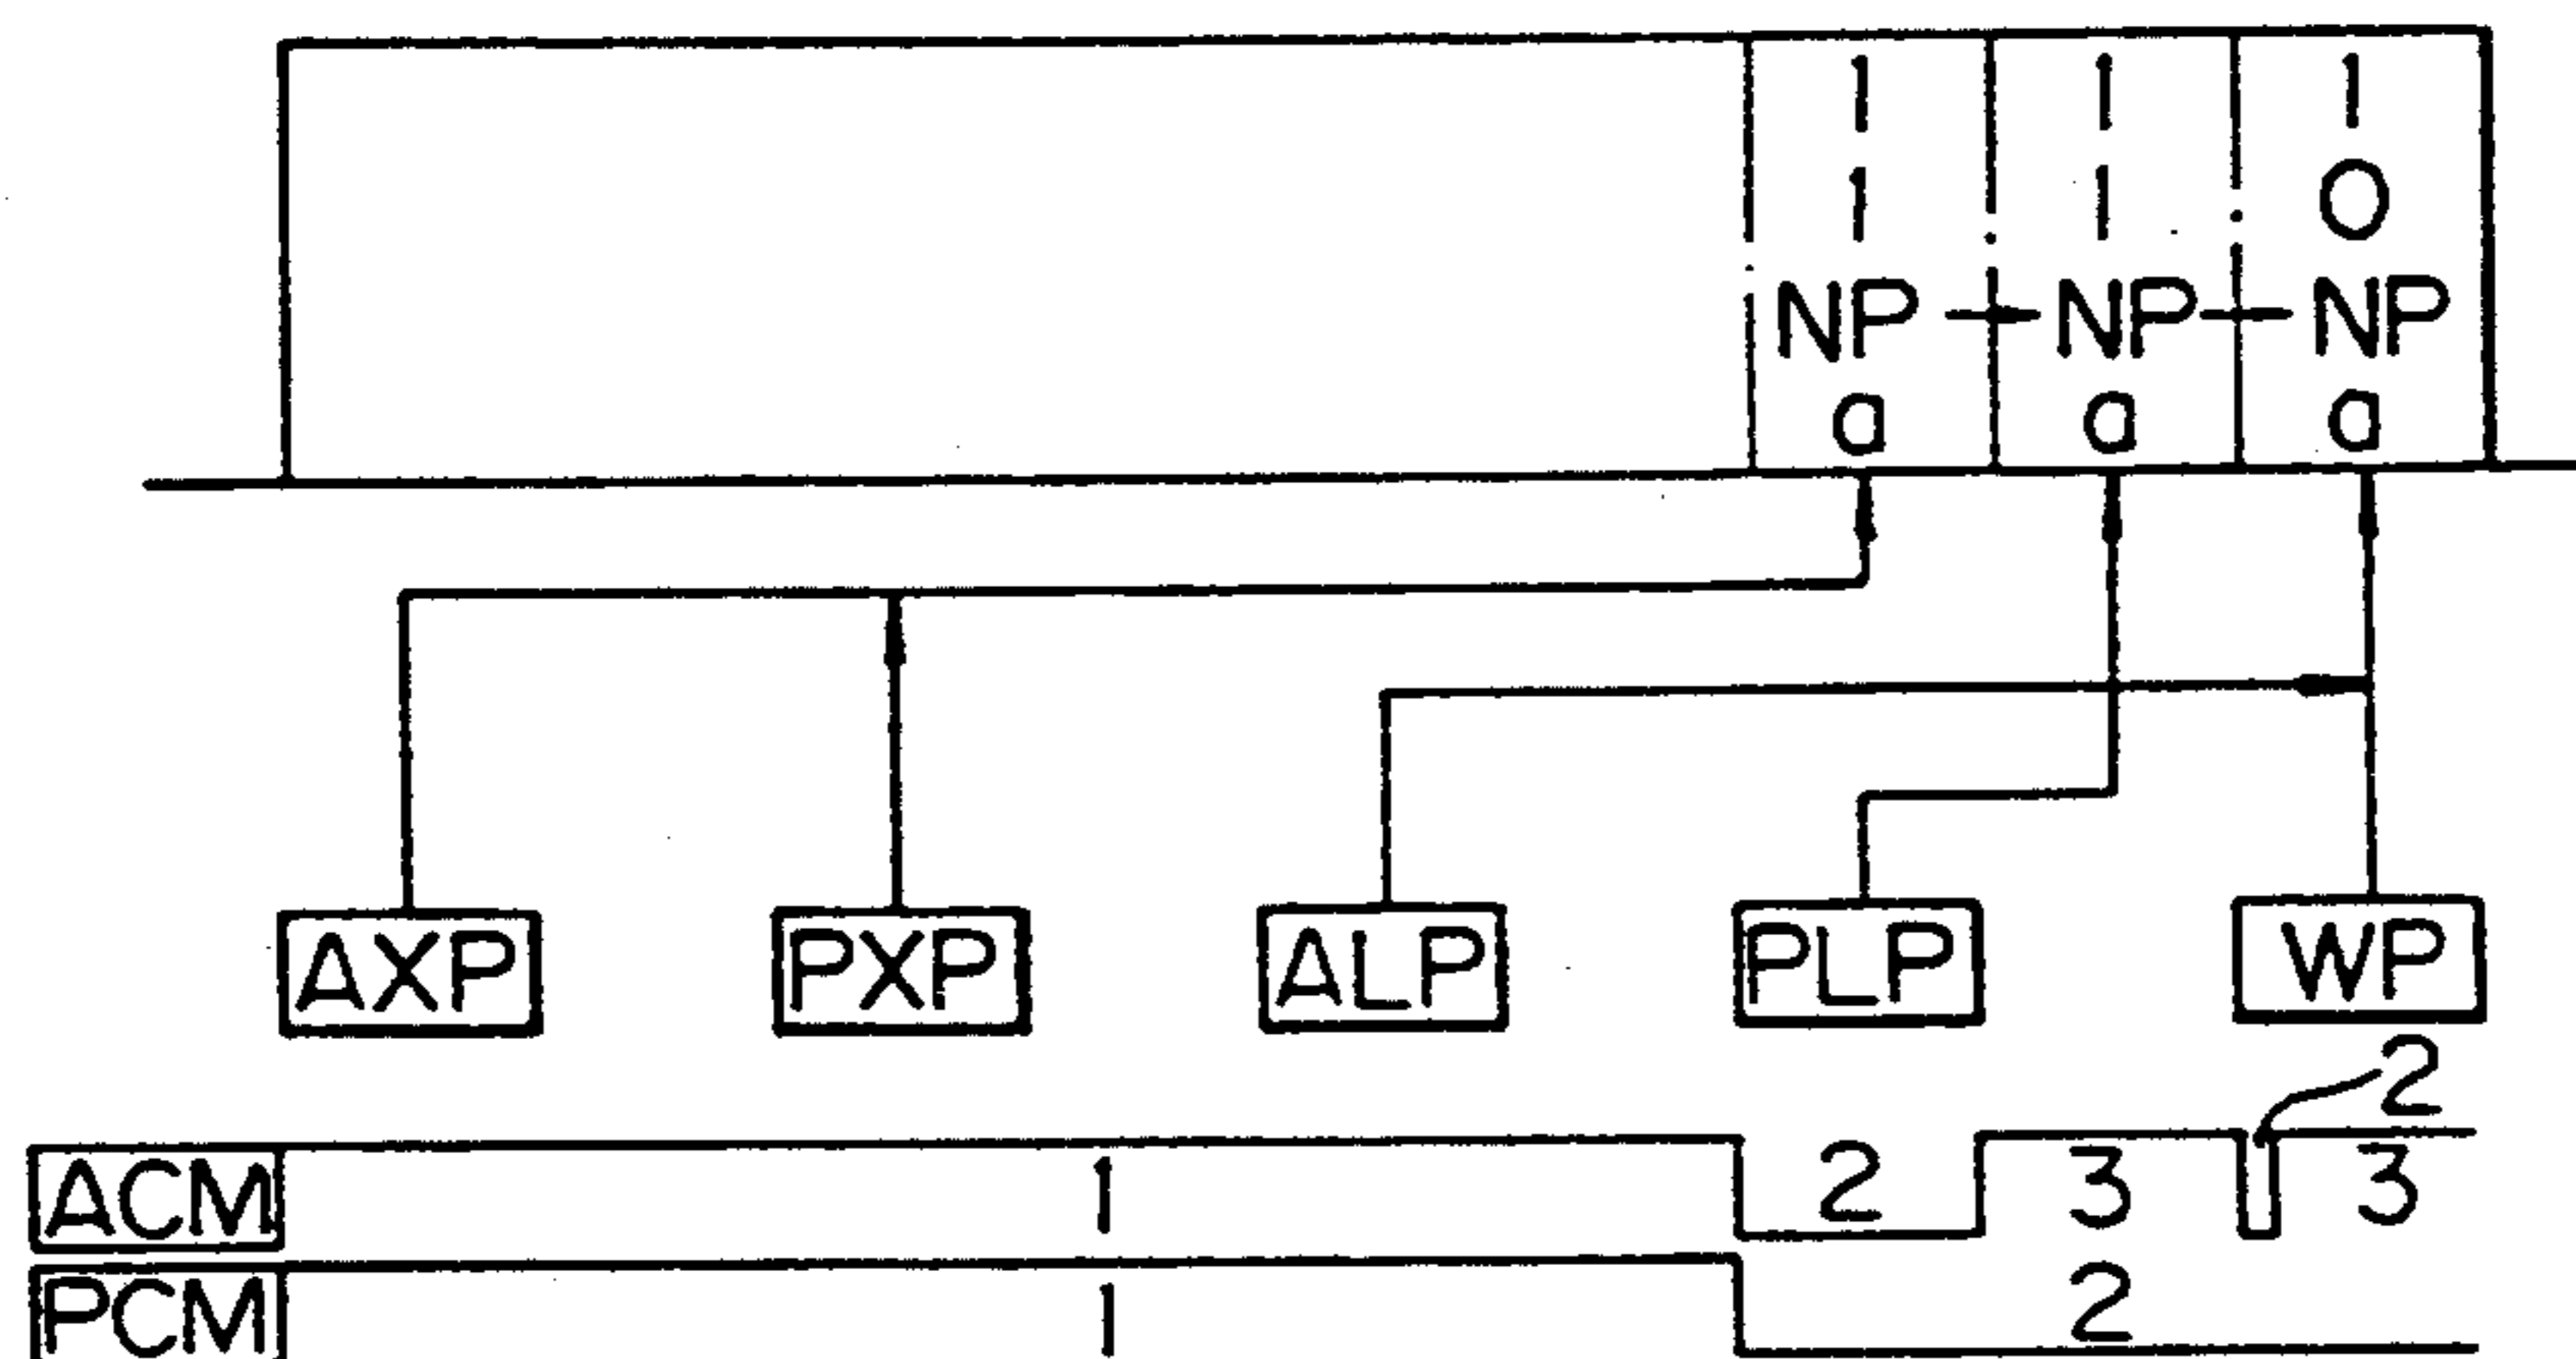 1 1 1
1 1 0
NP NP NP
a a a
AXP PXP ALP PLP WP
2
ACM 1 2 3 3
PCM 1 2